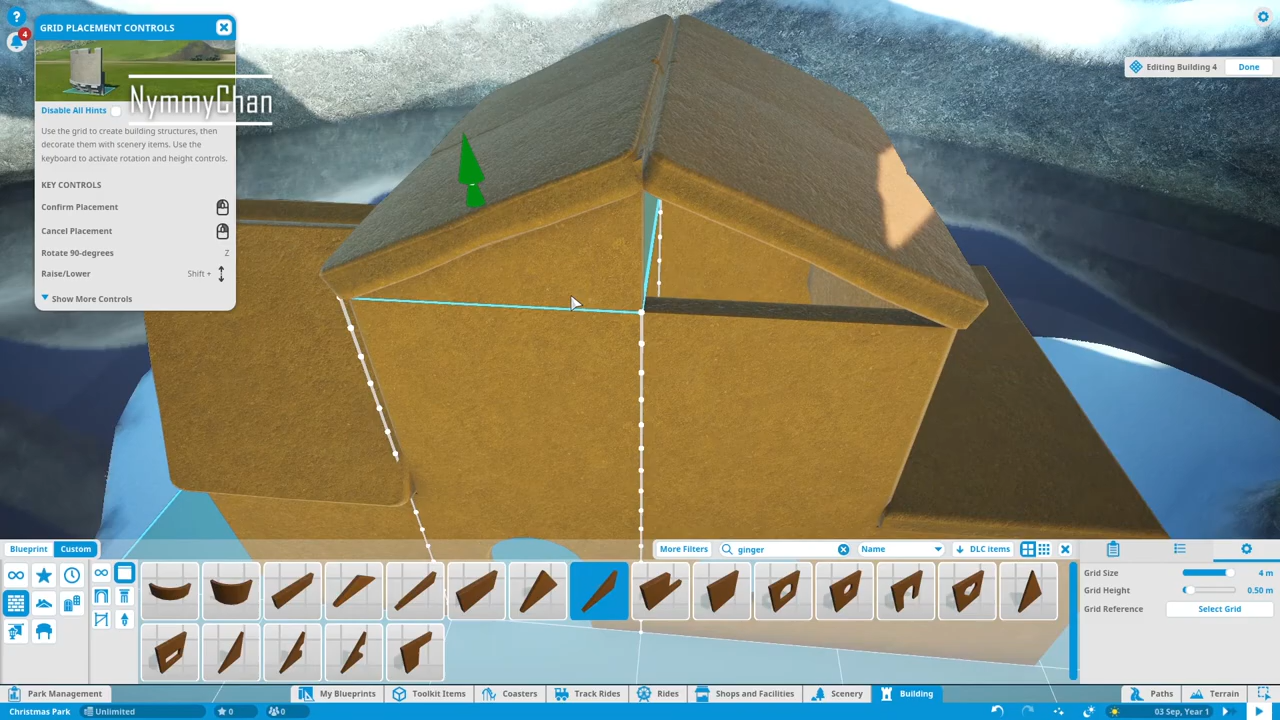 ?
4
GRID PLACEMENT CONTROLS
NymmyChan
Disable All Hints
Use the grid to create building structures, then
decorate them with scenery items. Use the
keyboard to activate rotation and height controls.
KEY CONTROLS
Confirm Placement
Cancel Placement
Rotate 90-degrees Z
Raise/Lower Shift +
Show More Controls
Editing Building 4 Done
Blueprint Custom
More Filters ginger Name DLC items
Grid Size 4 m
Grid Height 0.50 m
Grid Reference Select Grid
Park Management My Blueprints Toolkit Items Coasters Track Rides Rides Shops and Facilities Scenery Building Paths Terrain
Christmas Park Unlimited 0 0 03 Sep, Year 1